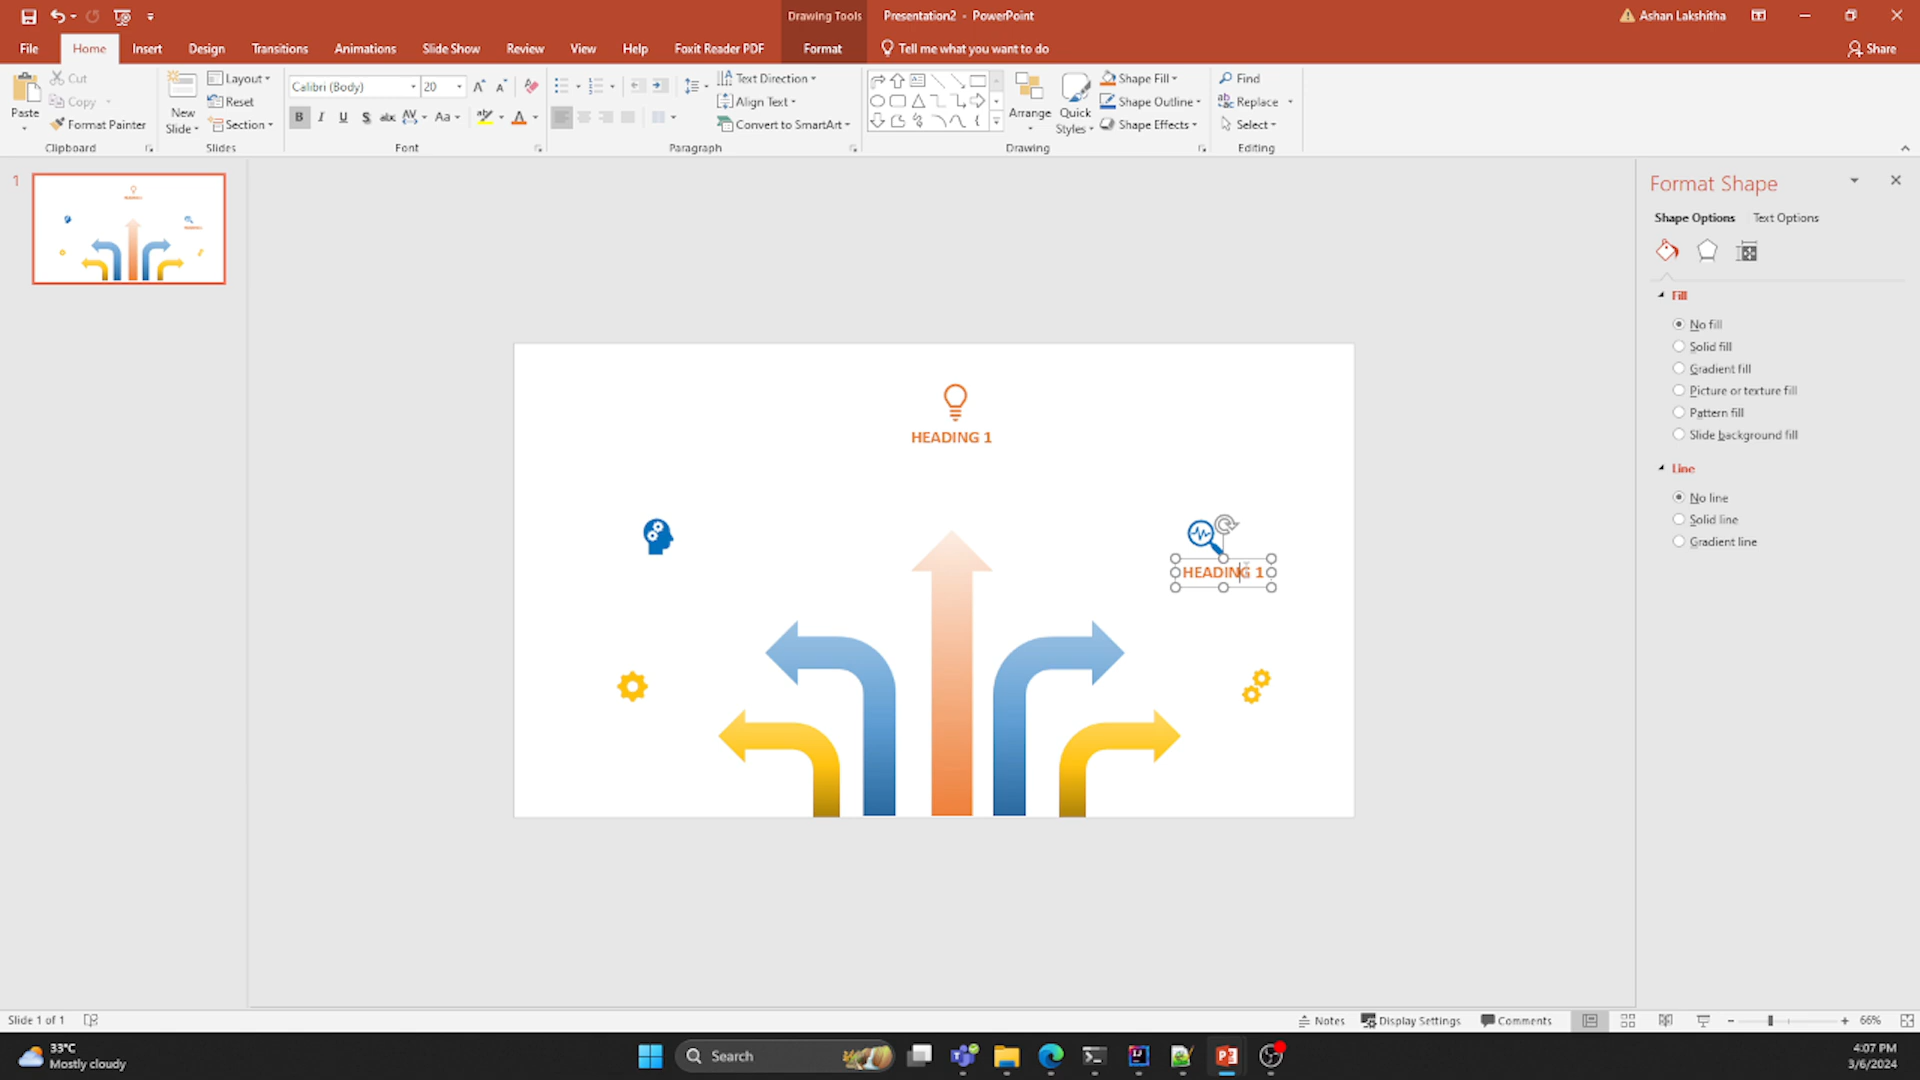 Drawing Tools
Presentation2 - PowerPoint
Ashan Lakshitha
File
Home
Insert
Design
Transitions
Animations
Slide Show
Review
View
Help
Foxit Reader PDF
Format
Tell me what you want to do
Share
Paste
Cut
Copy
Format Painter
Clipboard
New
Slide
Layout
Reset
Section
Slides
Calibri (Body)
20
B I U S abc AV Aa A
Font
Text Direction
Align Text
Convert to SmartArt
Paragraph
Arrange
Quick
Styles
Shape Fill
Shape Outline
Shape Effects
Drawing
Find
Replace
Select
Editing
1
HEADING 1
HEADING 1
Format Shape
Shape Options
Text Options
Fill
No fill
Solid fill
Gradient fill
Picture or texture fill
Pattern fill
Slide background fill
Line
No line
Solid line
Gradient line
Slide 1 of 1
Notes
Display Settings
Comments
66%
33°C
Mostly cloudy
Search
4:07 PM
3/6/2024